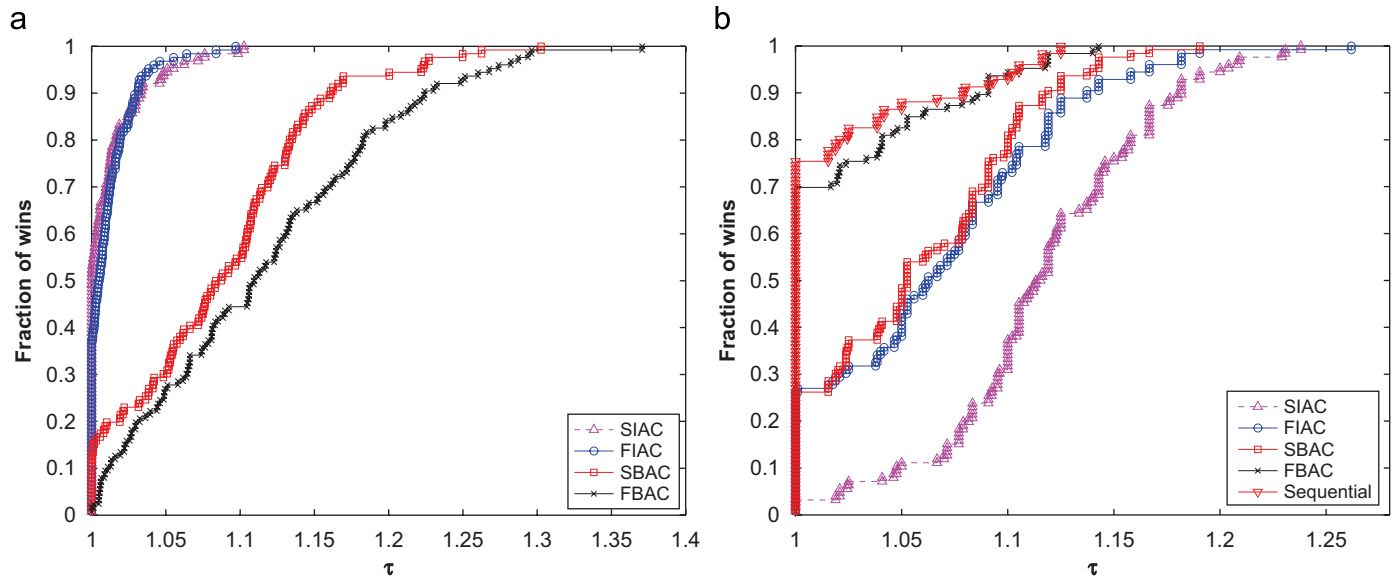 a
Fraction of wins
1
0.9
0.8
0.7
0.6
0.5
0.4
0.3
0.2
0.1
0
1 1.05 1.1 1.15 1.2 1.25 1.3 1.35 1.4
τ
SIAC
FIAC
SBAC
FBAC
b
Fraction of wins
1
0.9
0.8
0.7
0.6
0.5
0.4
0.3
0.2
0.1
0
1 1.05 1.1 1.15 1.2 1.25
τ
SIAC
FIAC
SBAC
FBAC
Sequential